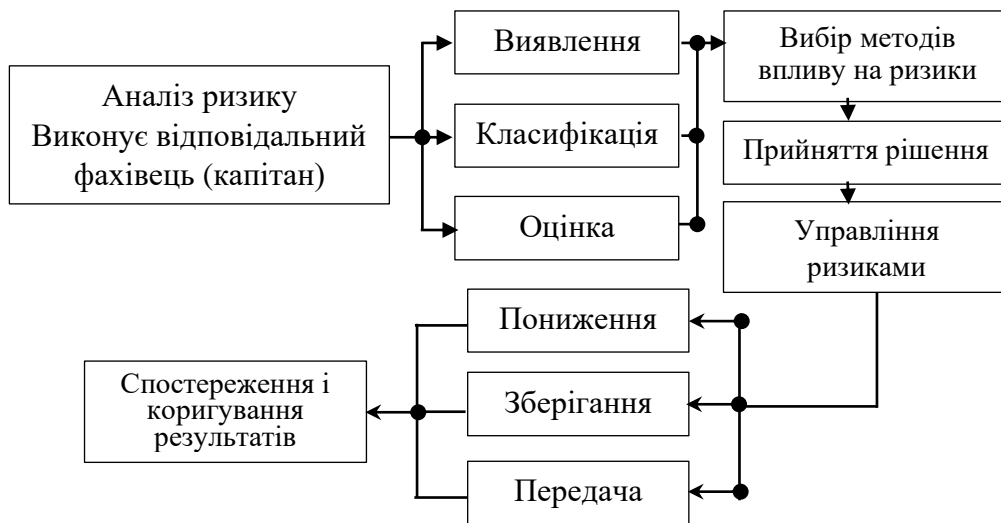 Аналіз ризику
Виконує відповідальний
фахівець (капітан)
Виявлення
Класифікація
Оцінка
Вибір методів
впливу на ризики
Прийняття рішення
Управління
ризиками
Пониження
Зберігання
Передача
Спостереження і
коригування
результатів